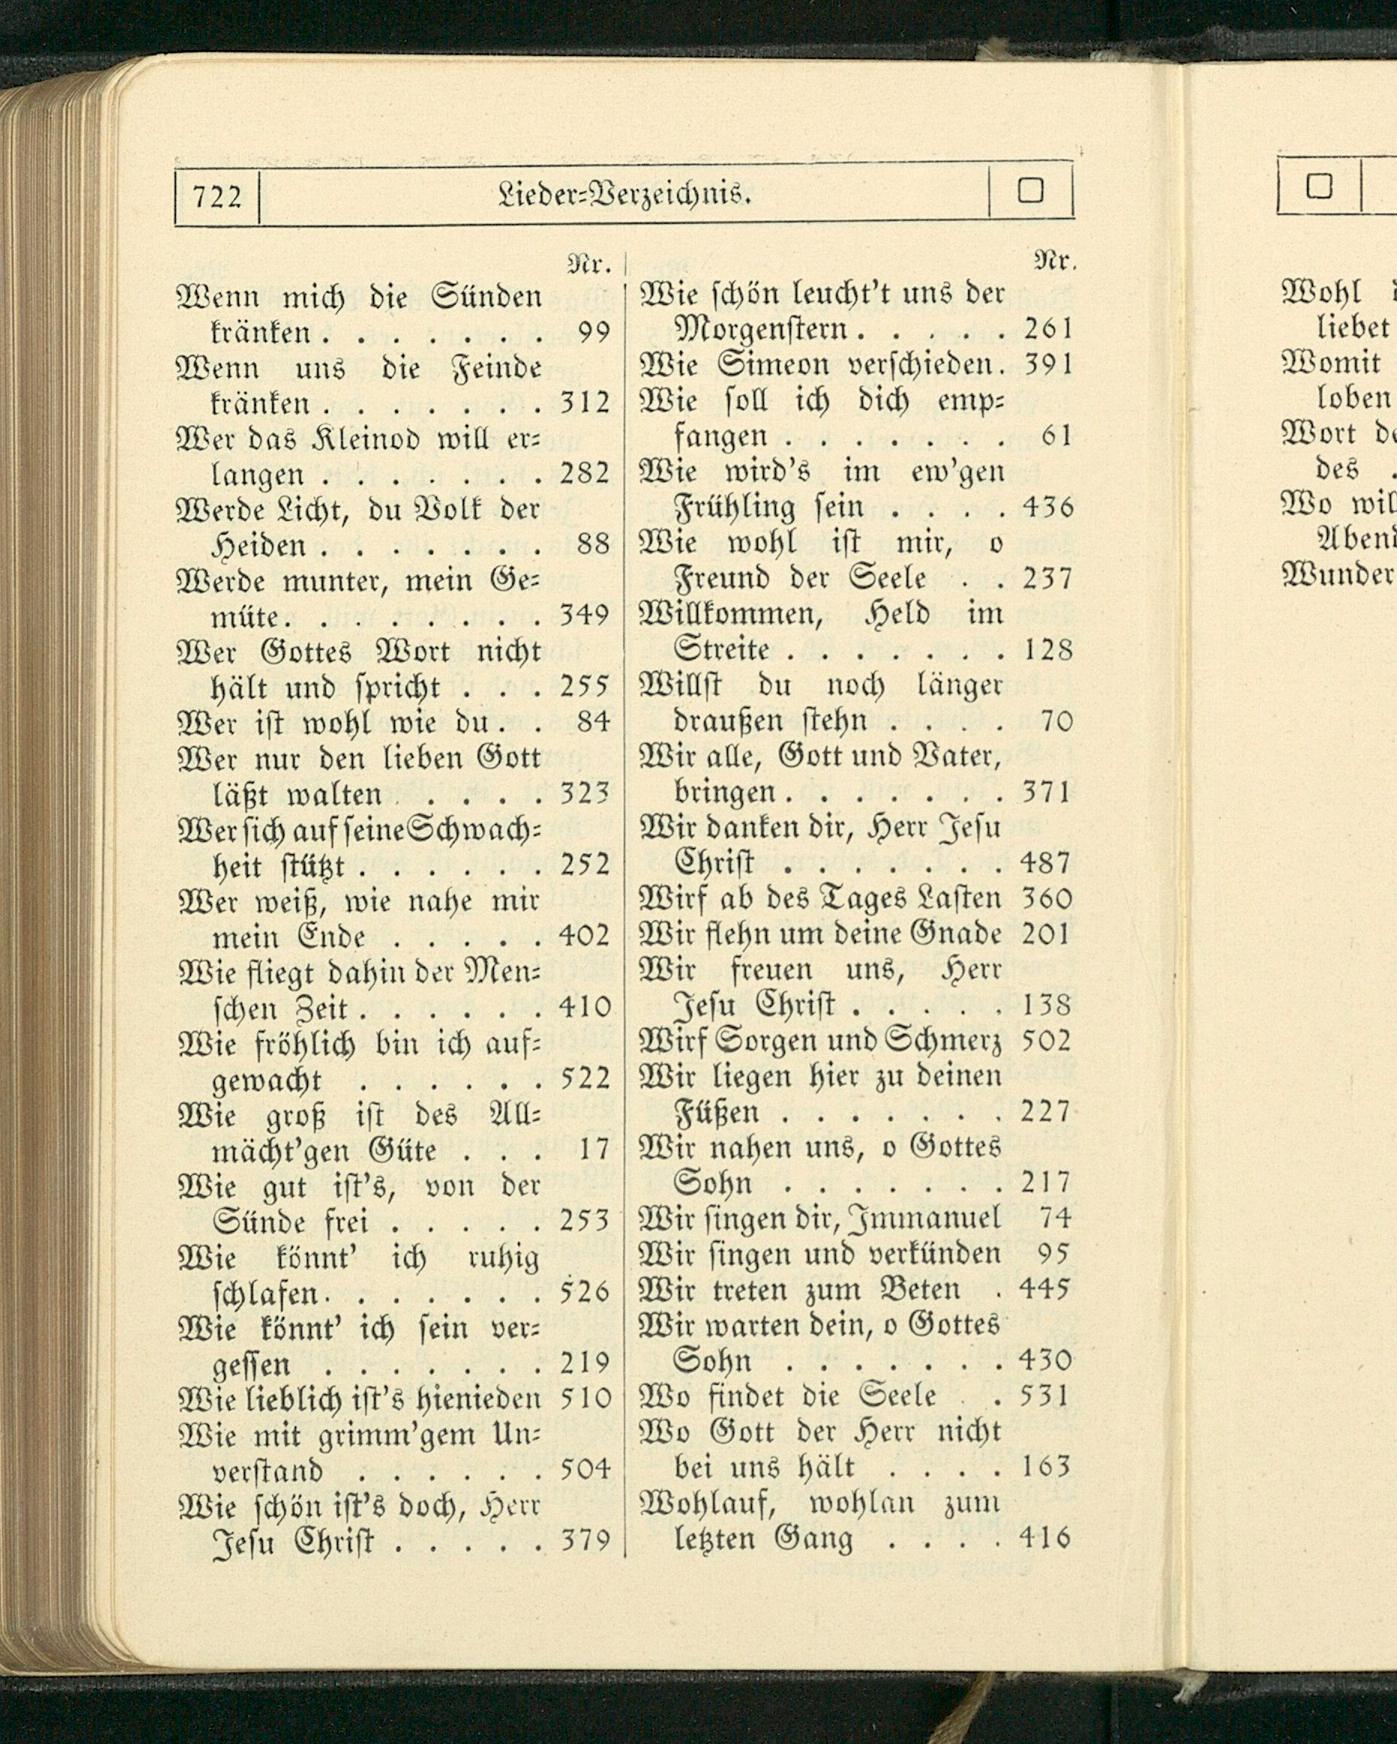 722
Lieder-Verzeichnis.
Nr.
Wenn mich die Sünden
kränken . . . . . . . 99
Wenn uns die Feinde
kränken . . . . . . . 312
Wer das Kleinod will er-
langen . . . . . . . 282
Werde Licht, du Volk der
Heiden . . . . . . . 88
Werde munter, mein Ge-
müte. . . . . . . . . 349
Wer Gottes Wort nicht
hält und spricht . . . 255
Wer ist wohl wie du . . 84
Wer nur den lieben Gott
läßt walten . . . . . 323
Wer sich auf seine Schwach-
heit stützt . . . . . . 252
Wer weiß, wie nahe mir
mein Ende . . . . . 402
Wie fliegt dahin der Men-
schen Zeit . . . . . . 410
Wie fröhlich bin ich auf-
gewacht . . . . . . 522
Wie groß ist des All-
mächt'gen Güte . . . 17
Wie gut ist's, von der
Sünde frei . . . . . 253
Wie könnt' ich ruhig
schlafen. . . . . . . 526
Wie könnt' ich sein ver-
gessen . . . . . . . 219
Wie lieblich ist's hienieden 510
Wie mit grimm'gem Un-
verstand . . . . . . 504
Wie schön ist's doch, Herr
Jesu Christ . . . . . 379
Nr.
Wie schön leucht't uns der
Morgenstern . . . . . 261
Wie Simeon verschieden . 391
Wie soll ich dich emp-
fangen . . . . . . . 61
Wie wird's im ew'gen
Frühling sein . . . . 436
Wie wohl ist mir, o
Freund der Seele . . 237
Willkommen, Held im
Streite . . . . . . . 128
Willst du noch länger
draußen stehn . . . . 70
Wir alle, Gott und Vater,
bringen . . . . . . . 371
Wir danken dir, Herr Jesu
Christ . . . . . . . 487
Wirf ab des Tages Lasten 360
Wir flehn um deine Gnade 201
Wir freuen uns, Herr
Jesu Christ . . . . . 138
Wirf Sorgen und Schmerz 502
Wir liegen hier zu deinen
Füßen . . . . . . . 227
Wir nahen uns, o Gottes
Sohn . . . . . . . 217
Wir singen dir, Immanuel 74
Wir singen und verkünden 95
Wir treten zum Beten . 445
Wir warten dein, o Gottes
Sohn . . . . . . . 430
Wo findet die Seele . . 531
Wo Gott der Herr nicht
bei uns hält . . . . 163
Wohlauf, wohlan zum
letzten Gang . . . . 416
Wohl
liebet
Womit
loben
Wort
des .
Wo